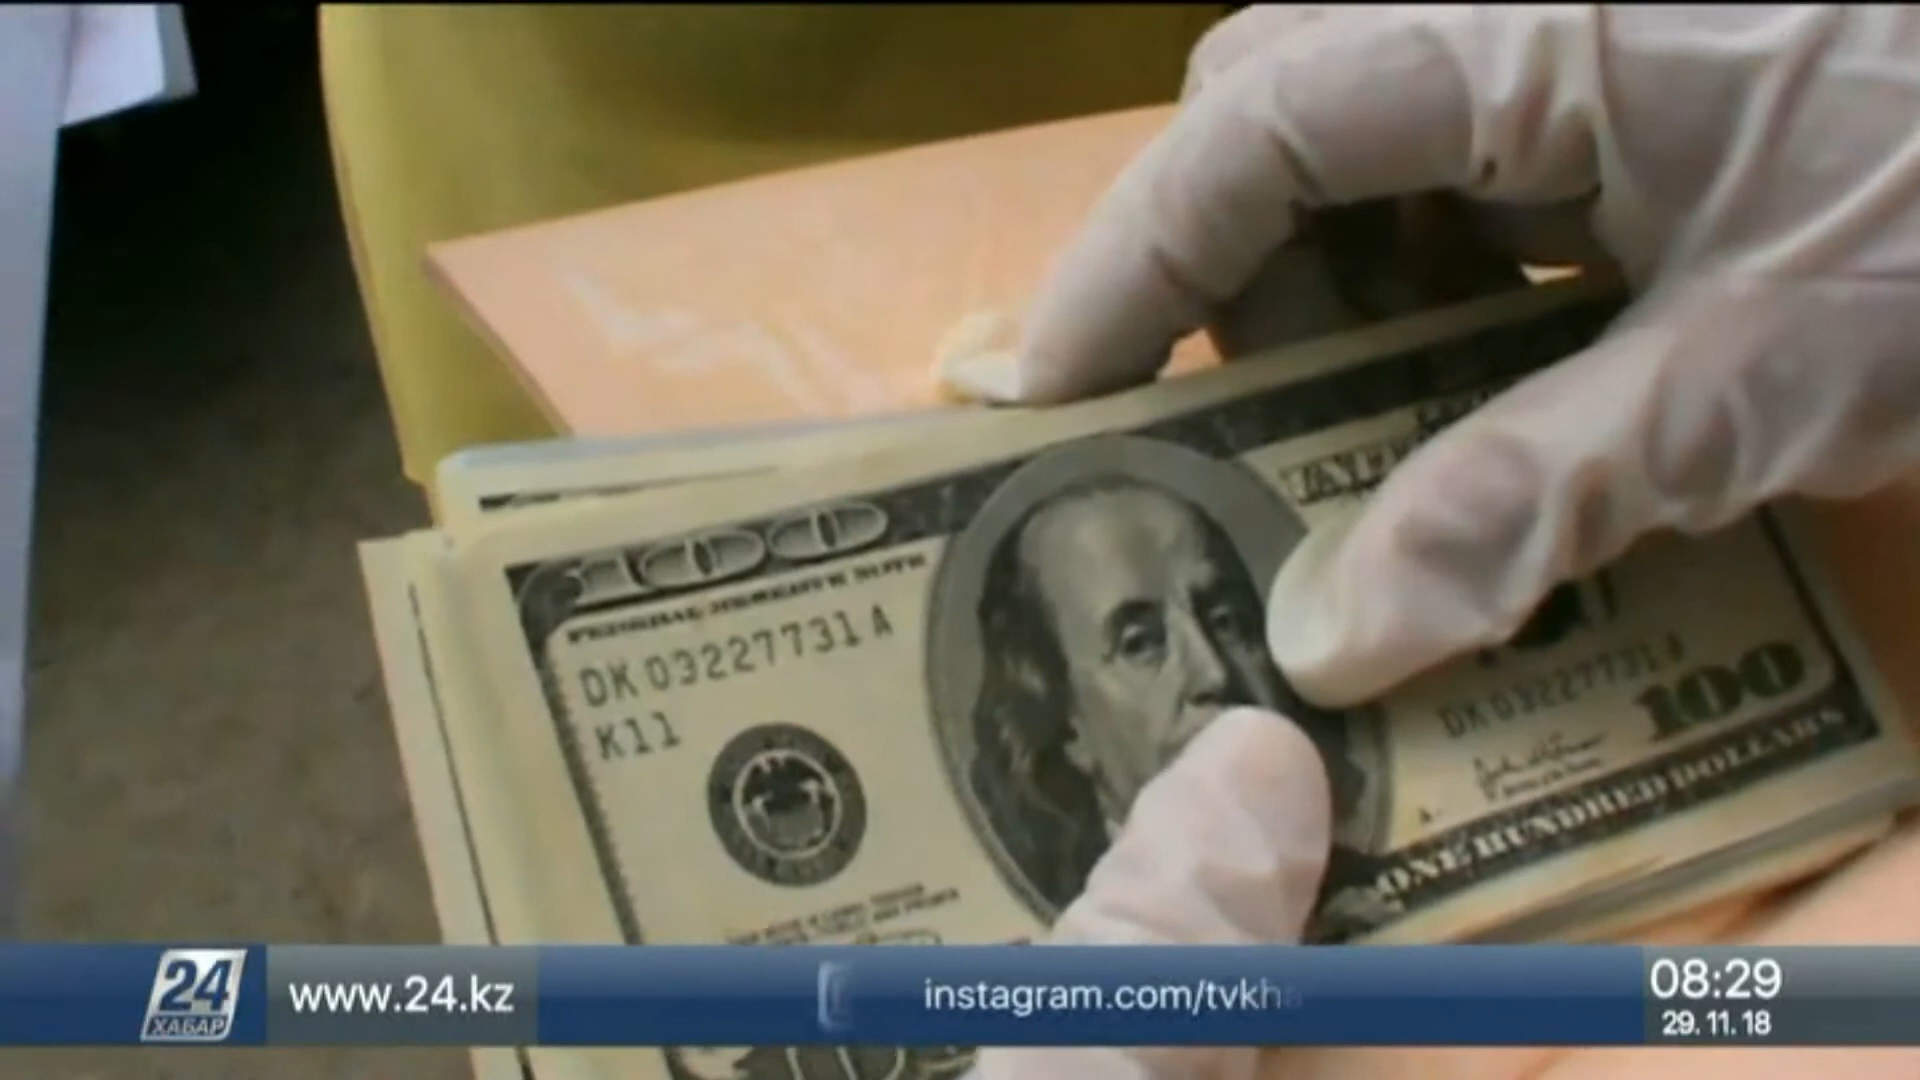 100
FEDERAL RESERVE NOTE
DK 03227731 A
K11
DK 03227731 A
100
ONE HUNDRED DOLLARS
24
ХАБАР
www.24.kz
instagram.com/tvkh
08:29
29.11.18